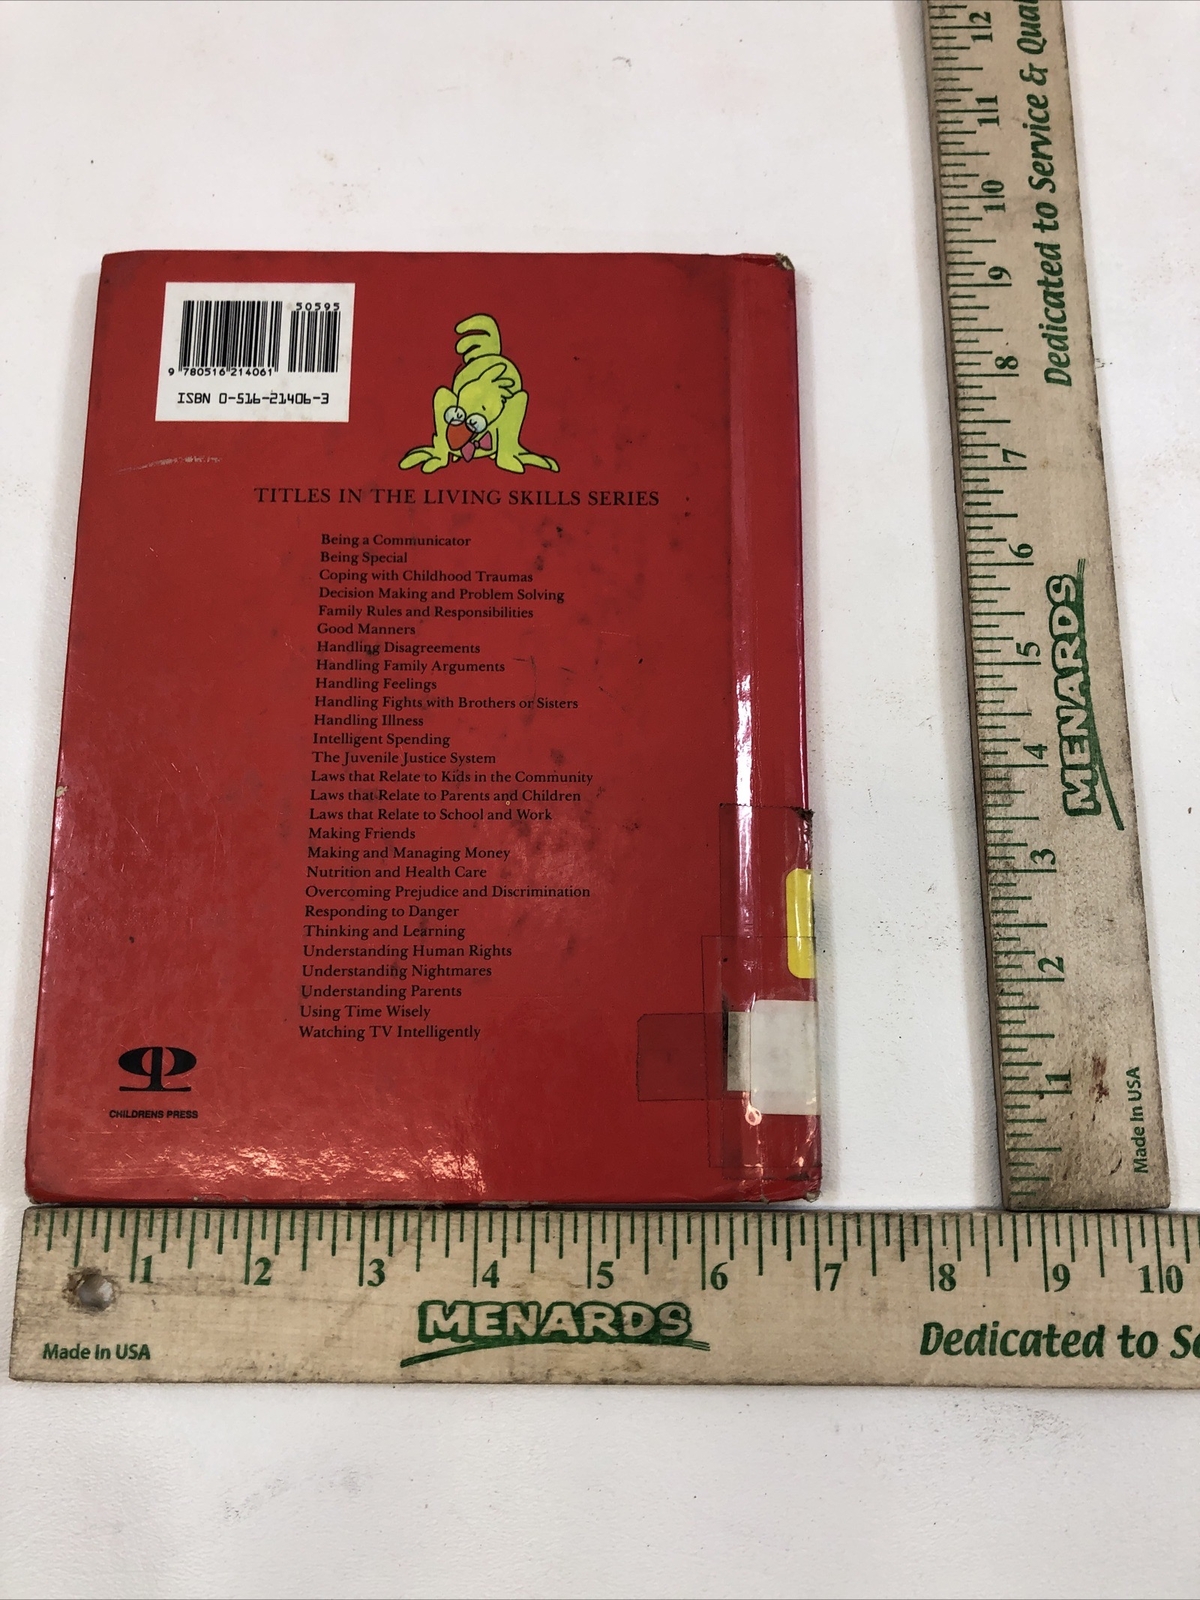 50595
9 780516 214061
ISBN 0-516-21406-3
TITLES IN THE LIVING SKILLS SERIES
Being a Communicator
Being Special
Coping with Childhood Traumas
Decision Making and Problem Solving
Family Rules and Responsibilities
Good Manners
Handling Disagreements
Handling Family Arguments
Handling Feelings
Handling Fights with Brothers or Sisters
Handling Illness
Intelligent Spending
The Juvenile Justice System
Laws that Relate to Kids in the Community
Laws that Relate to Parents and Children
Laws that Relate to School and Work
Making Friends
Making and Managing Money
Nutrition and Health Care
Overcoming Prejudice and Discrimination
Responding to Danger
Thinking and Learning
Understanding Human Rights
Understanding Nightmares
Understanding Parents
Using Time Wisely
Watching TV Intelligently
CP
CHILDRENS PRESS
1 2 3 4 5 6 7 8 9 10
Made In USA
MENARDS
Dedicated to
1 2 3 4 5 6 7 8 9 10 11 12
Made In USA
MENARDS
Dedicated to Service &